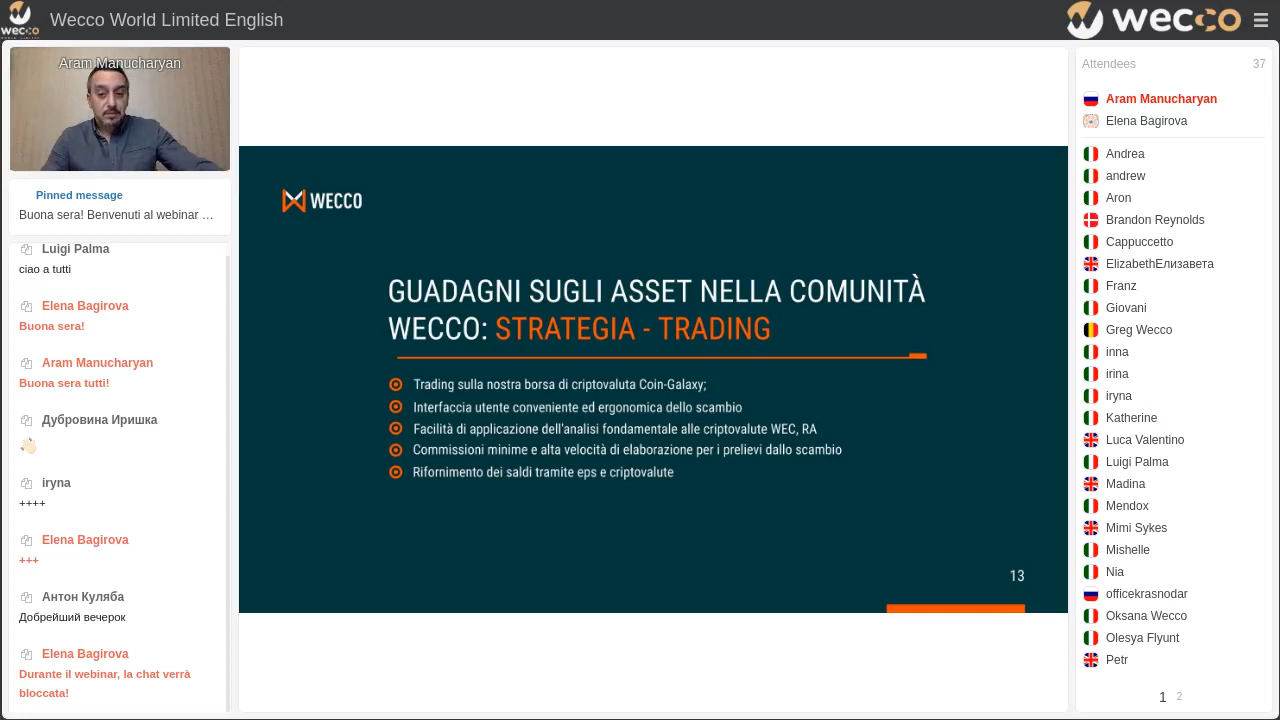 wecco
WORLD LIMITED
Wecco World Limited English
wecco
Aram Manucharyan
Pinned message
Buona sera! Benvenuti al webinar …
Luigi Palma
ciao a tutti
Elena Bagirova
Buona sera!
Aram Manucharyan
Buona sera tutti!
Дубровина Иришка
iryna
++++
Elena Bagirova
+++
Антон Куляба
Добрейший вечерок
Elena Bagirova
Durante il webinar, la chat verrà
bloccata!
WECCO
GUADAGNI SUGLI ASSET NELLA COMUNITÀ
WECCO: STRATEGIA - TRADING
Trading sulla nostra borsa di criptovaluta Coin-Galaxy;
Interfaccia utente conveniente ed ergonomica dello scambio
Facilità di applicazione dell'analisi fondamentale alle criptovalute WEC, RA
Commissioni minime e alta velocità di elaborazione per i prelievi dallo scambio
Rifornimento dei saldi tramite eps e criptovalute
13
Attendees 37
Aram Manucharyan
Elena Bagirova
Andrea
andrew
Aron
Brandon Reynolds
Cappuccetto
ElizabethЕлизавета
Franz
Giovani
Greg Wecco
inna
irina
iryna
Katherine
Luca Valentino
Luigi Palma
Madina
Mendox
Mimi Sykes
Mishelle
Nia
officekrasnodar
Oksana Wecco
Olesya Flyunt
Petr
1 2